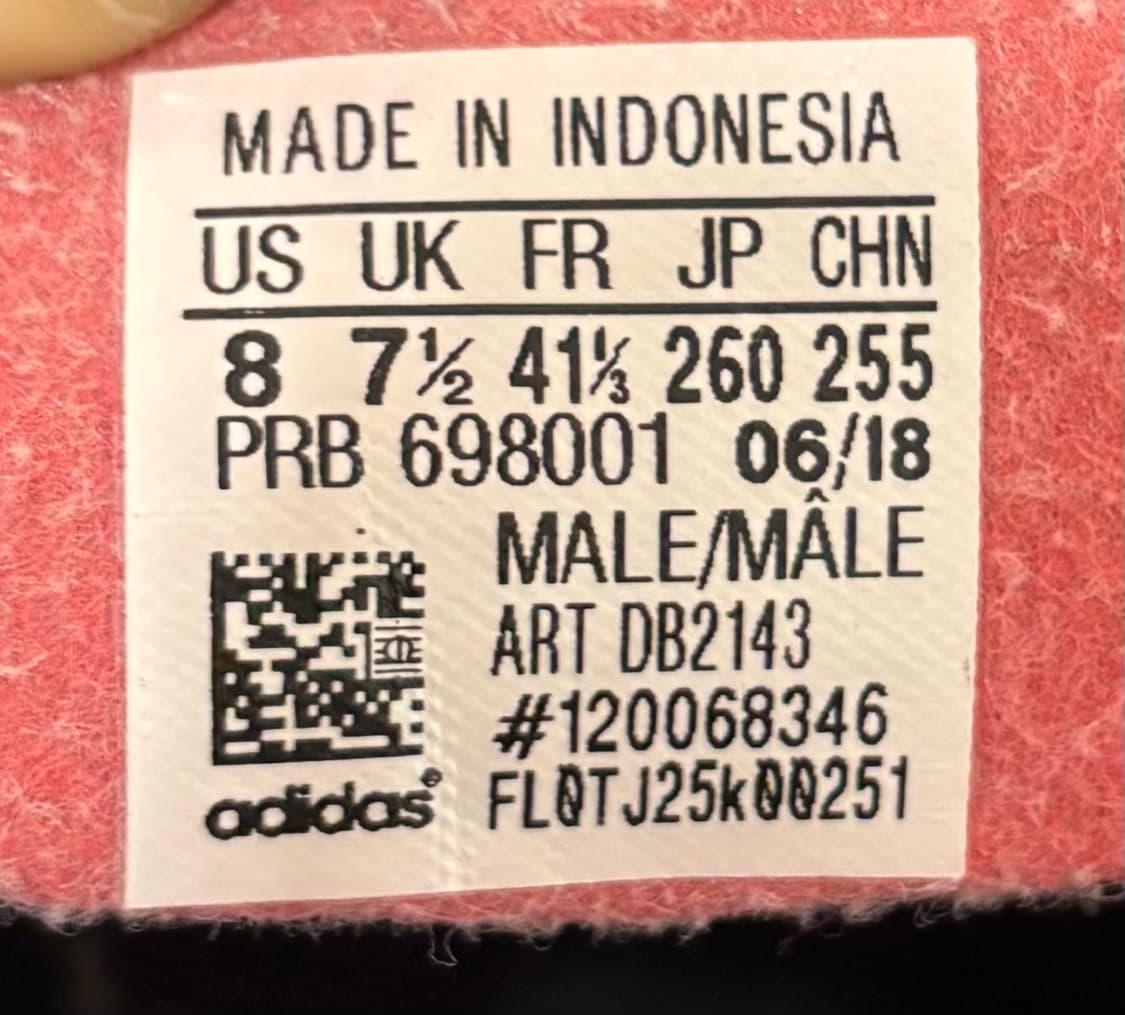 MADE IN INDONESIA
US UK FR JP CHN
8 7½ 41⅓ 260 255
PRB 698001 06/18
MALE/MÂLE
ART DB2143
#120068346
FL0TJ25k00251
adidas®